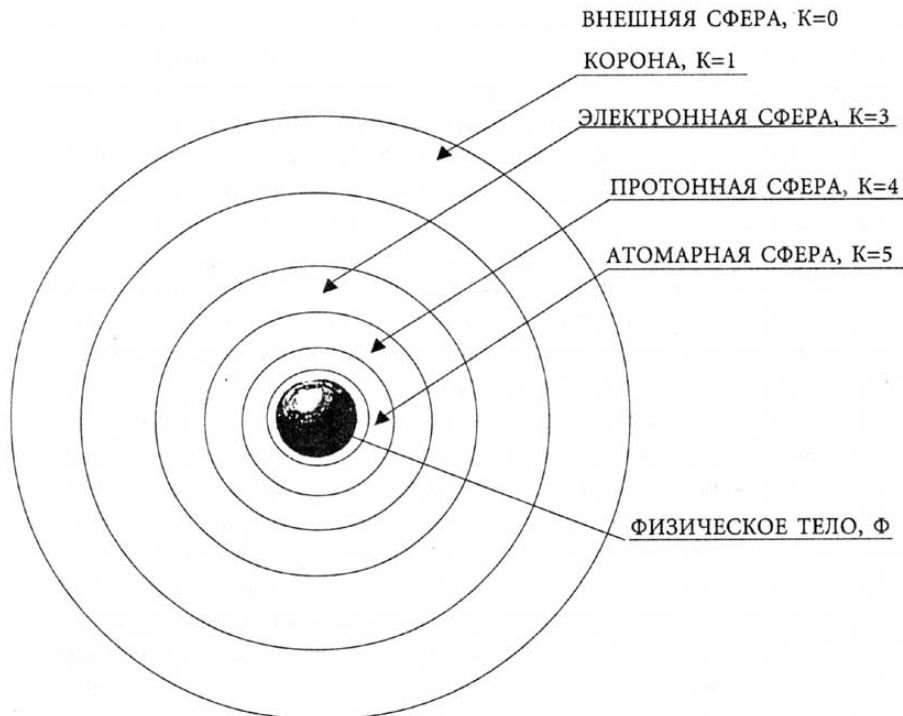 ВНЕШНЯЯ СФЕРА, К=0
КОРОНА, К=1
ЭЛЕКТРОННАЯ СФЕРА, К=3
ПРОТОННАЯ СФЕРА, К=4
АТОМАРНАЯ СФЕРА, К=5
ФИЗИЧЕСКОЕ ТЕЛО, Ф